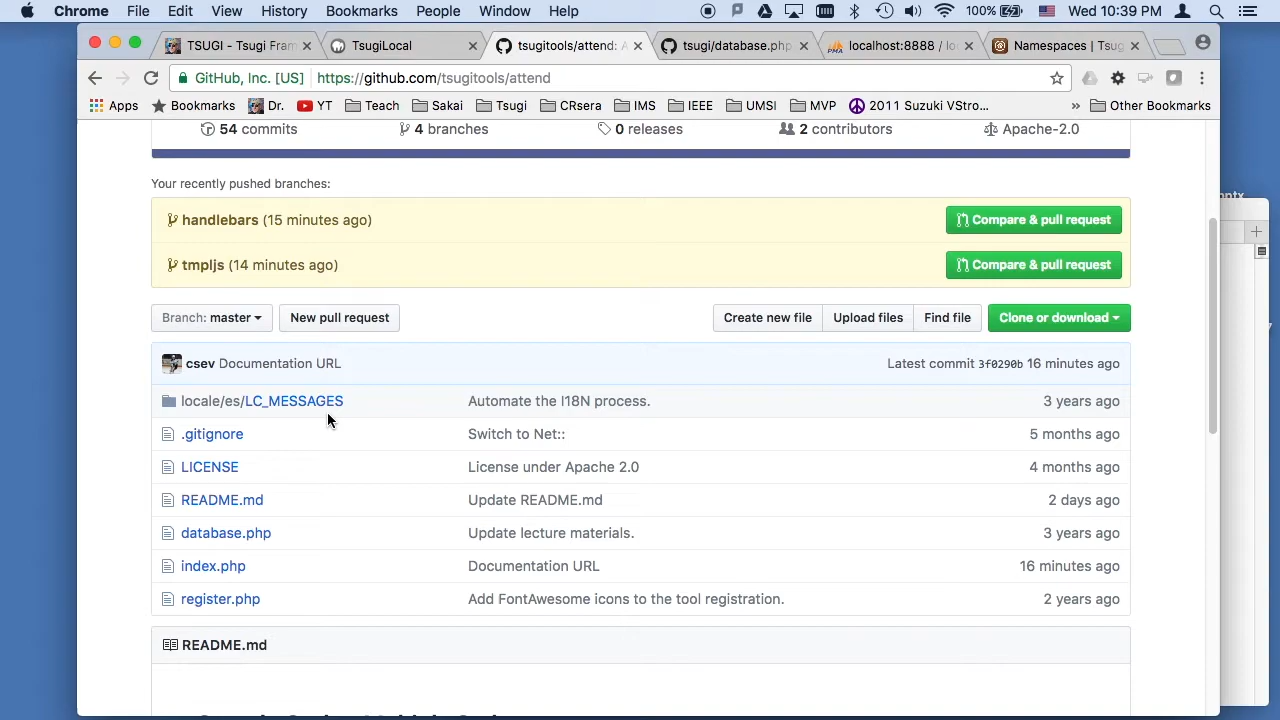 Chrome File Edit View History Bookmarks People Window Help 100% Wed 10:39 PM
TSUGI - Tsugi Fram
TsugiLocal
tsugitools/attend: A
tsugi/database.php
localhost:8888 / lo
Namespaces | Tsug
GitHub, Inc. [US] https://github.com/tsugitools/attend
Apps Bookmarks Dr. YT Teach Sakai Tsugi CRsera IMS IEEE UMSI MVP 2011 Suzuki VStro... » Other Bookmarks
54 commits 4 branches 0 releases 2 contributors Apache-2.0
Your recently pushed branches:
handlebars (15 minutes ago) Compare & pull request
tmpljs (14 minutes ago) Compare & pull request
Branch: master New pull request Create new file Upload files Find file Clone or download
csev Documentation URL Latest commit 3f0290b 16 minutes ago
locale/es/LC_MESSAGES Automate the I18N process. 3 years ago
.gitignore Switch to Net:: 5 months ago
LICENSE License under Apache 2.0 4 months ago
README.md Update README.md 2 days ago
database.php Update lecture materials. 3 years ago
index.php Documentation URL 16 minutes ago
register.php Add FontAwesome icons to the tool registration. 2 years ago
README.md